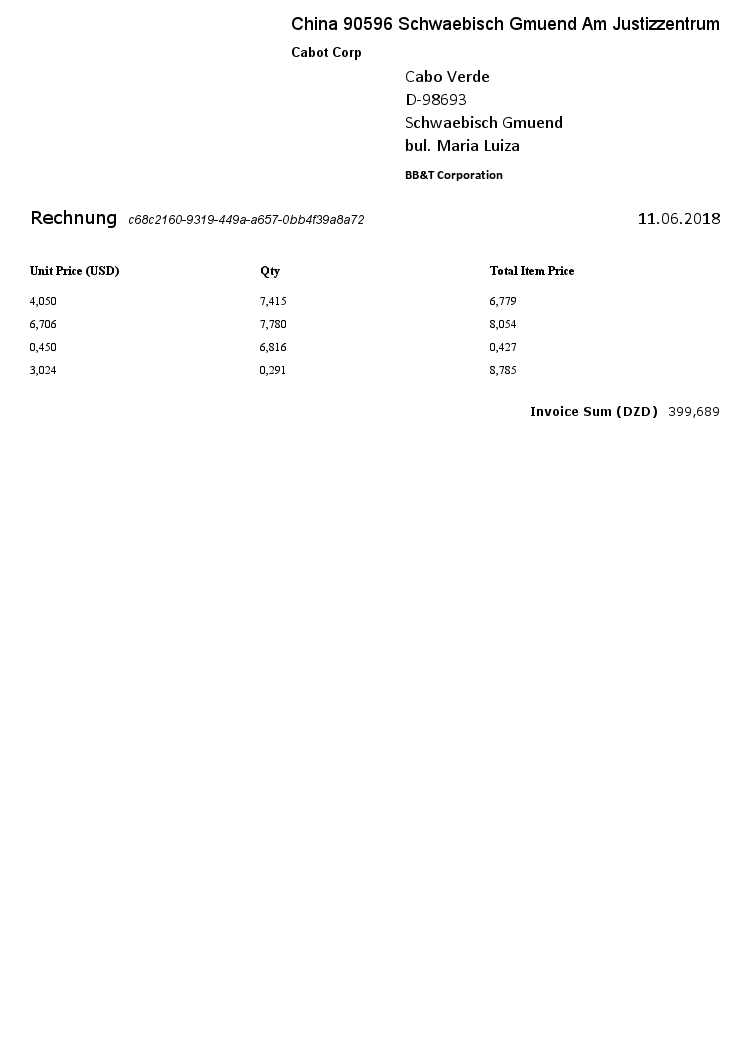 China 90596 Schwaebisch Gmuend Am Justizzentrum
Cabot Corp
Cabo Verde
D-98693
Schwaebisch Gmuend
bul. Maria Luiza
BB&T Corporation
Rechnung c68c2160-9319-449a-a657-0bb4f39a8a72 11.06.2018
Unit Price (USD) Qty Total Item Price
4,050 7,415 6,779
6,706 7,780 8,054
0,450 6,816 0,427
3,024 0,291 8,785
Invoice Sum (DZD) 399,689